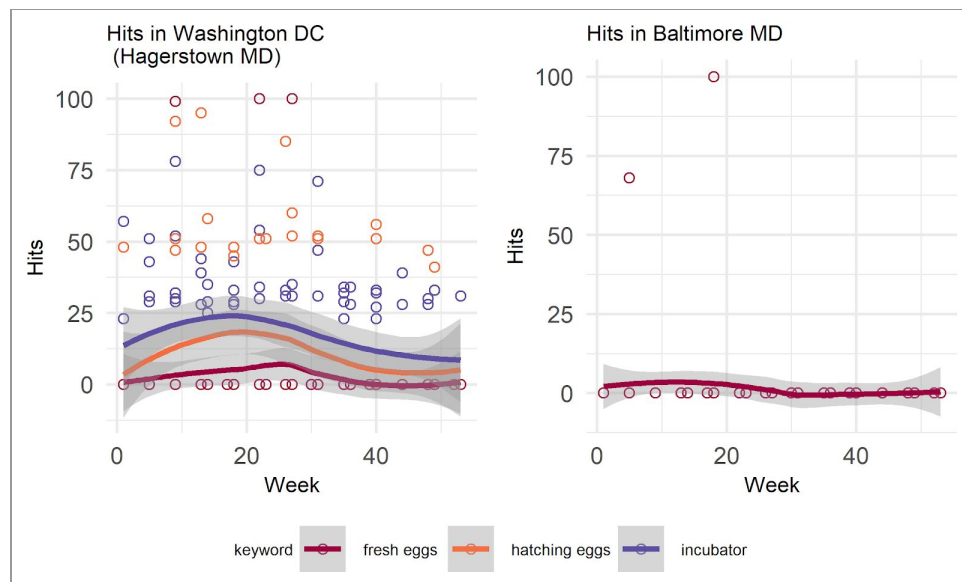 Hits in Washington DC
(Hagerstown MD)
100
75
50
25
0
Hits
0
20
40
Week
Hits in Baltimore MD
100
75
50
25
0
Hits
0
20
40
Week
keyword
fresh eggs
hatching eggs
incubator